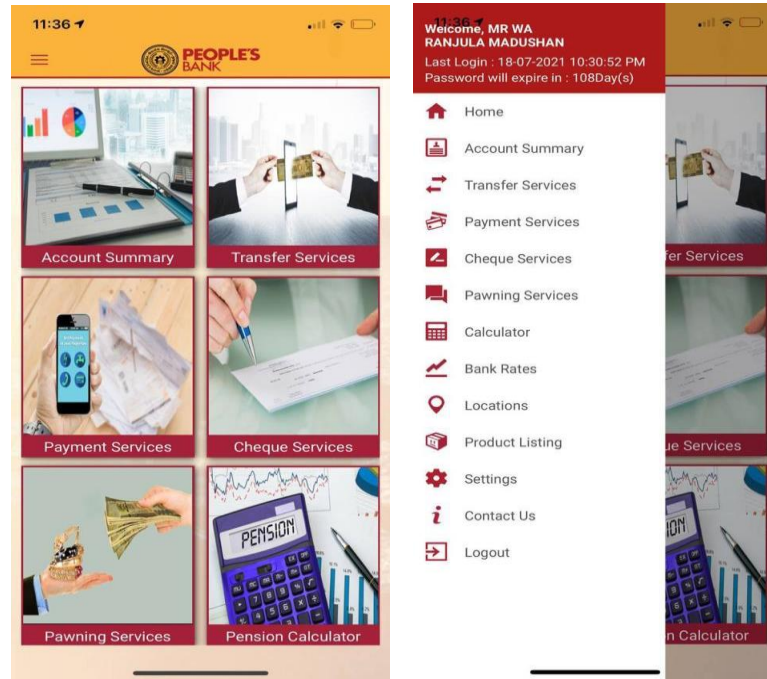 11:36
PEOPLE'S
BANK
Account Summary
Transfer Services
Payment Services
Cheque Services
PENSION
Pawning Services
Pension Calculator
11:36
Welcome, MR WA
RANJULA MADUSHAN
Last Login : 18-07-2021 10:30:52 PM
Password will expire in : 108Day(s)
Home
Account Summary
Transfer Services
Payment Services
Cheque Services
Pawning Services
Calculator
Bank Rates
Locations
Product Listing
Settings
Contact Us
Logout
fer Services
ue Services
ION
n Calculator